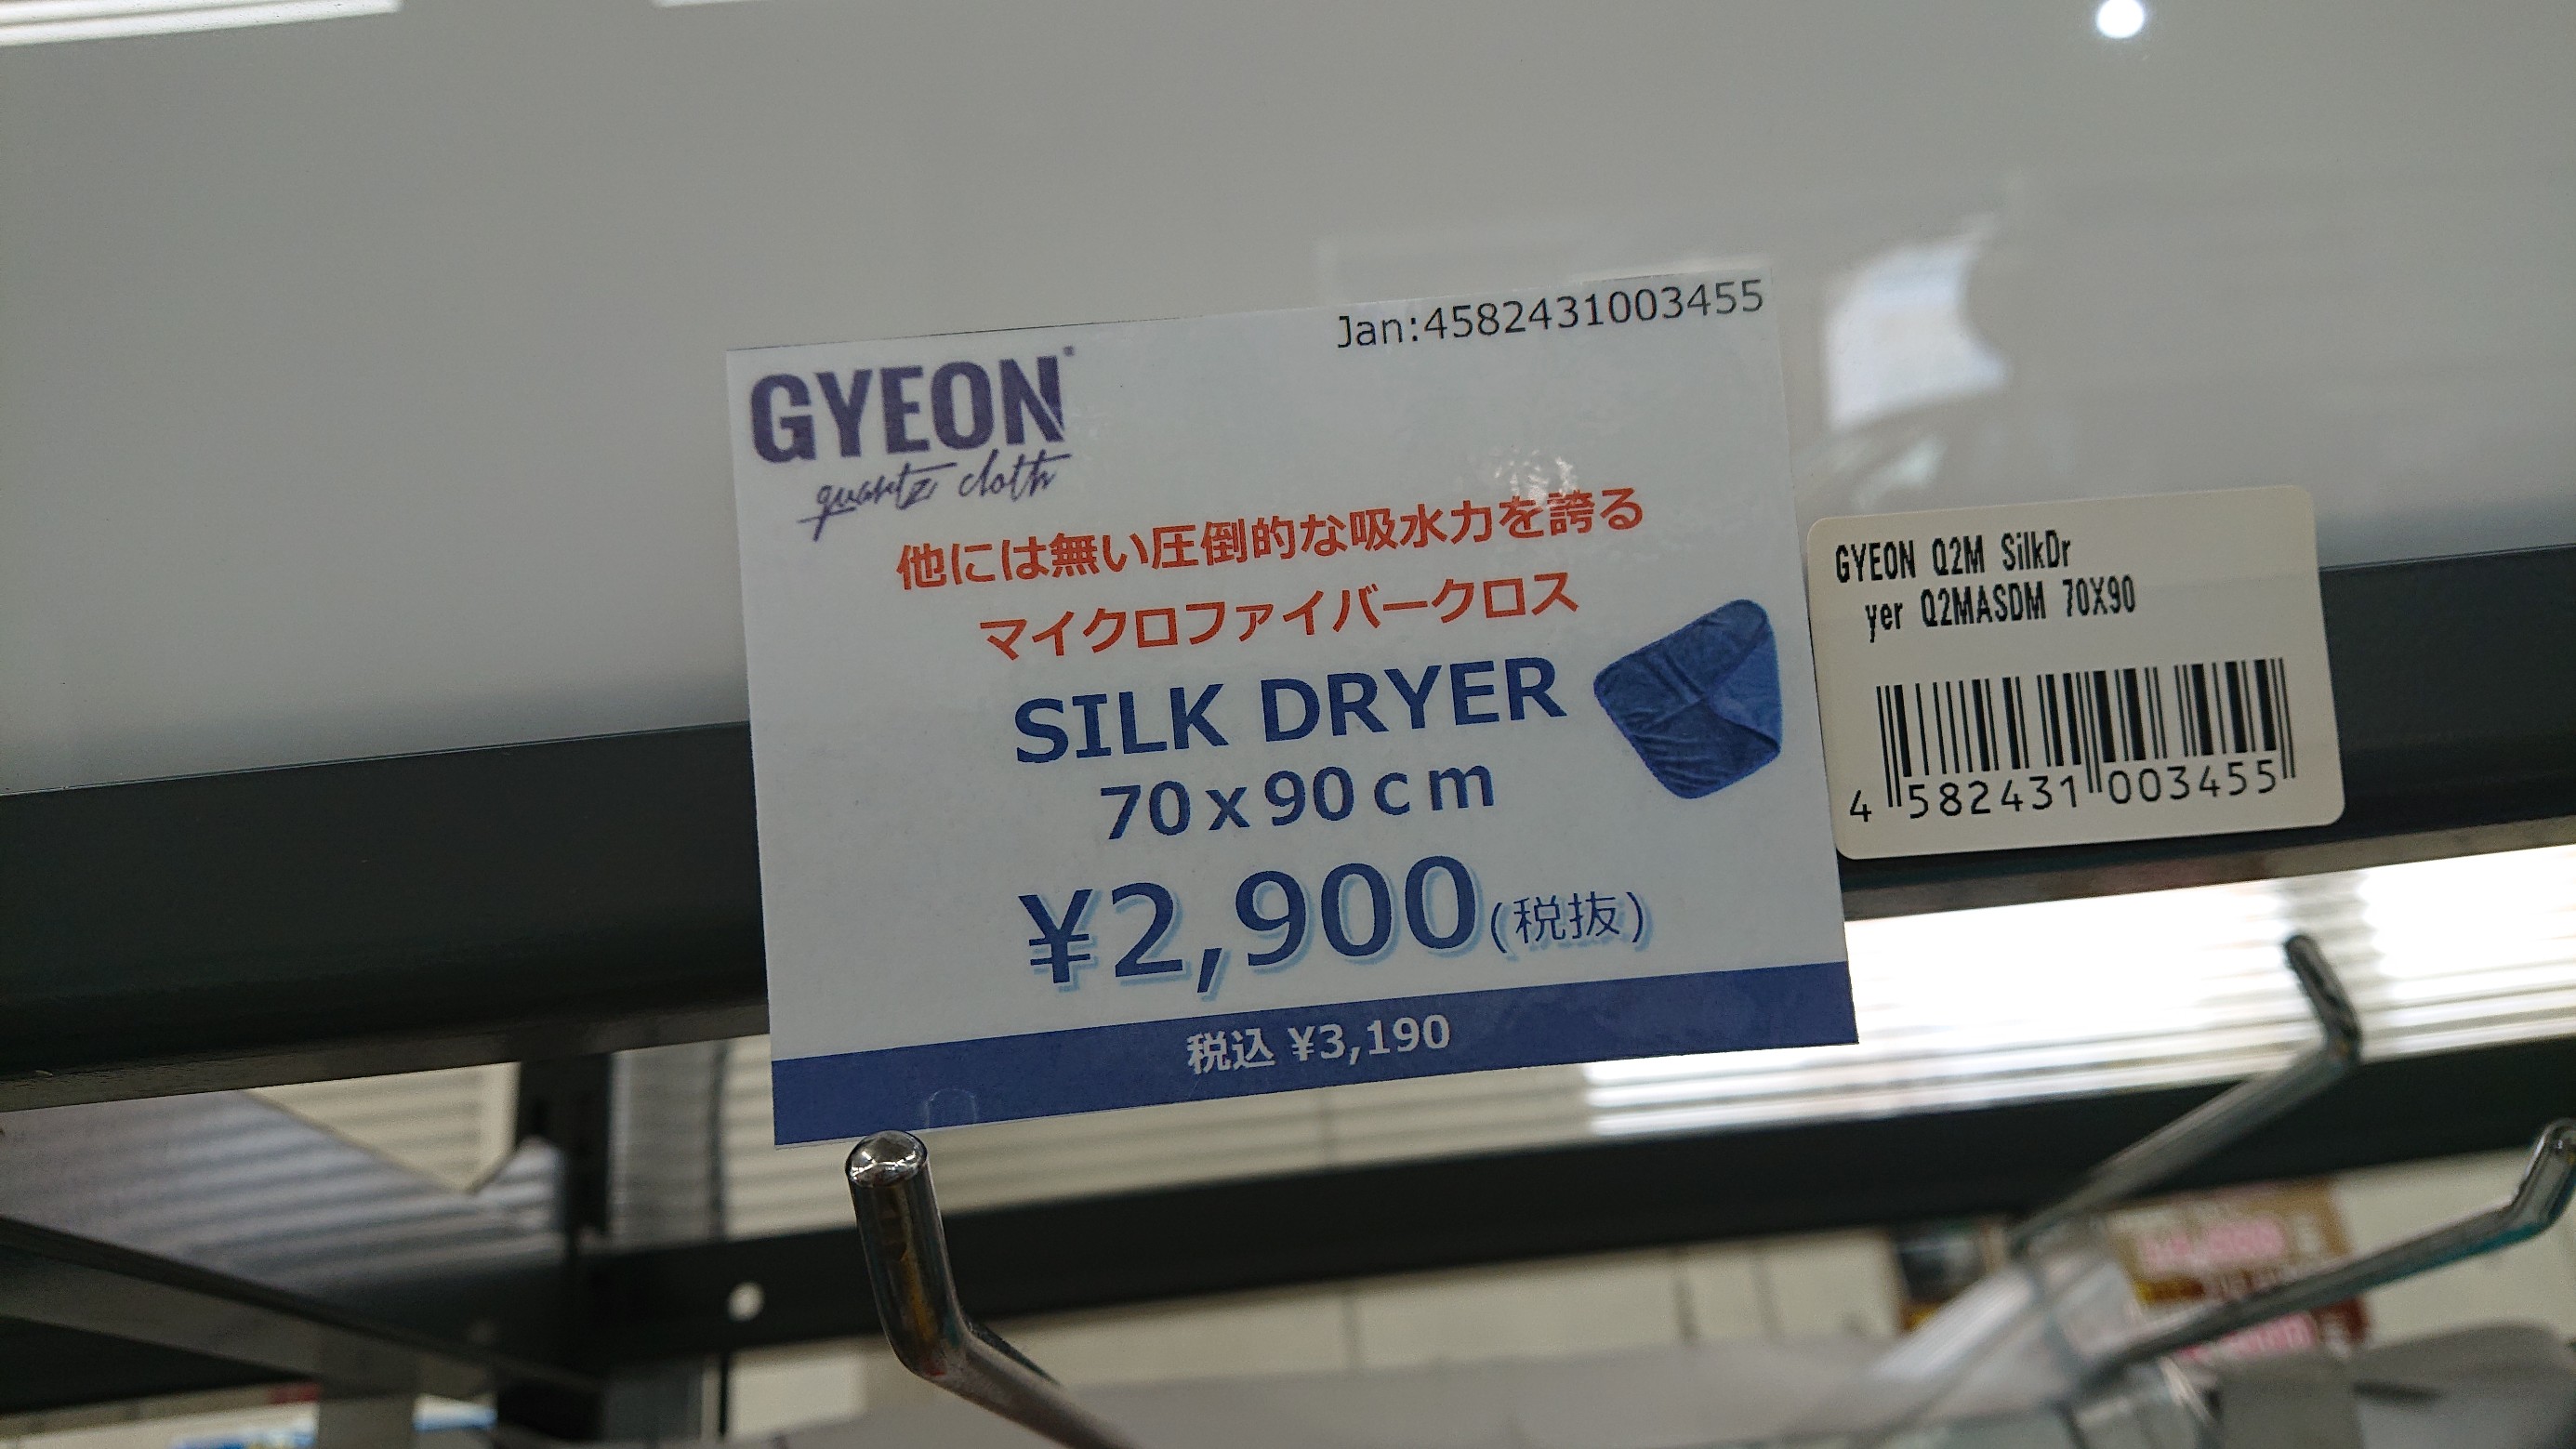 Jan:4582431003455
GYEON
quartz cloth
他には無い圧倒的な吸水力を誇る
マイクロファイバークロス
SILK DRYER
70x90cm
¥2,900(税抜)
税込 ¥3,190
GYEON Q2M SilkDr
yer Q2MASDM 70X90
4 582431 003455